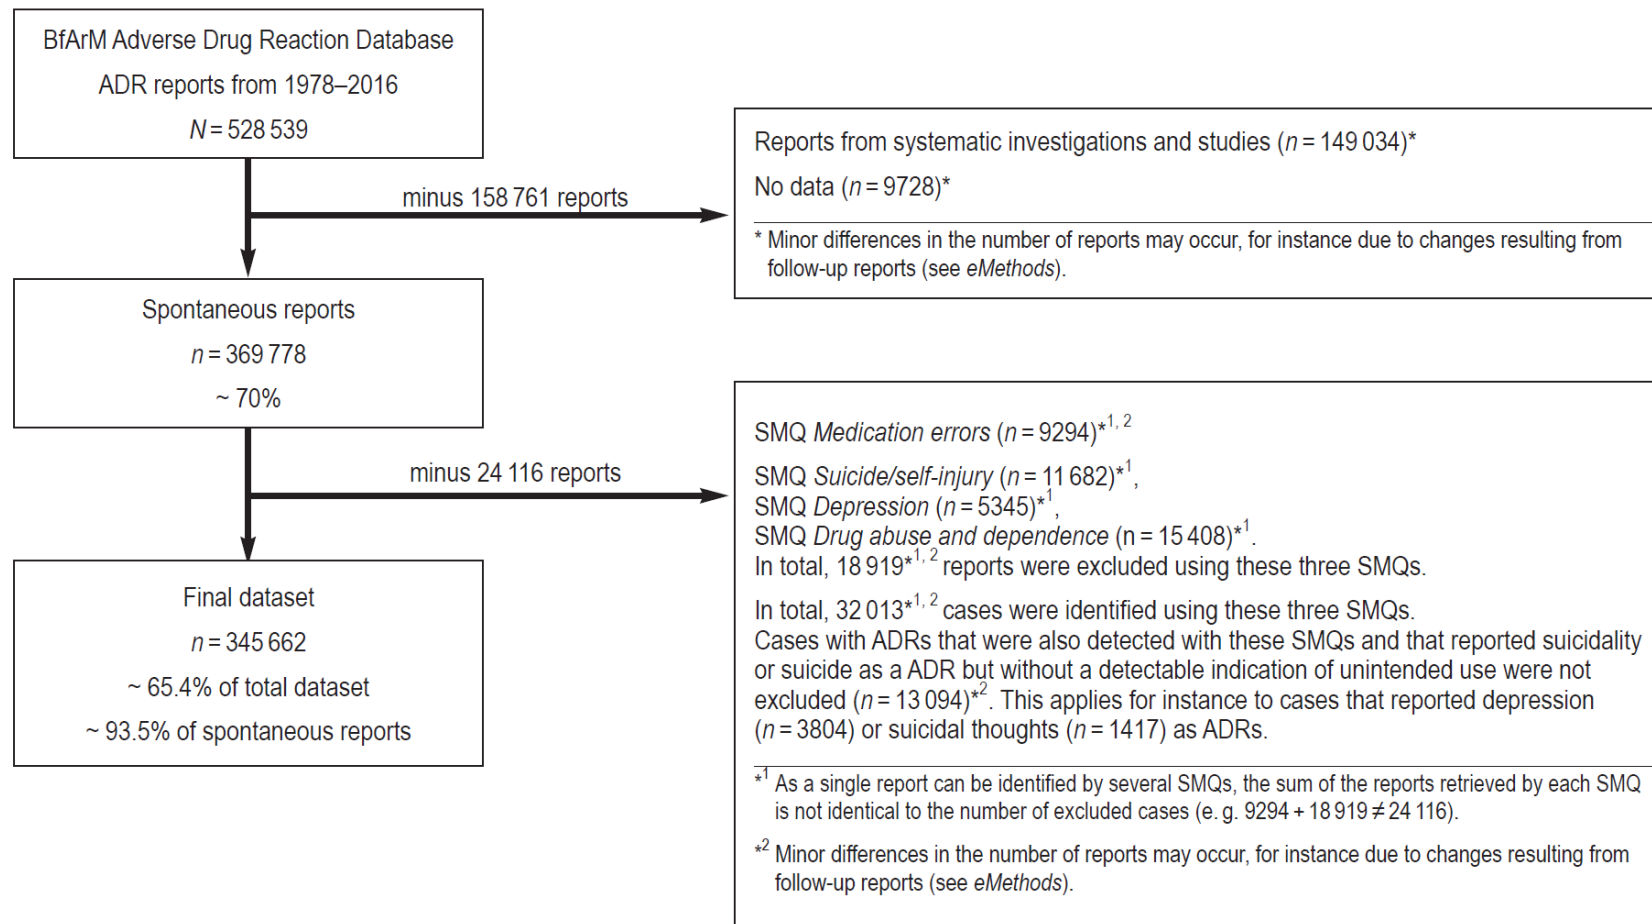 BfArM Adverse Drug Reaction Database
ADR reports from 1978–2016
N = 528 539
minus 158 761 reports
Reports from systematic investigations and studies (n = 149 034)*
No data (n = 9728)*
* Minor differences in the number of reports may occur, for instance due to changes resulting from
follow-up reports (see eMethods).
Spontaneous reports
n = 369 778
~ 70%
minus 24 116 reports
SMQ Medication errors (n = 9294)*1, 2
SMQ Suicide/self-injury (n = 11 682)*1,
SMQ Depression (n = 5345)*1,
SMQ Drug abuse and dependence (n = 15 408)*1.
In total, 18 919*1, 2 reports were excluded using these three SMQs.
In total, 32 013*1, 2 cases were identified using these three SMQs.
Cases with ADRs that were also detected with these SMQs and that reported suicidality
or suicide as a ADR but without a detectable indication of unintended use were not
excluded (n = 13 094)*2. This applies for instance to cases that reported depression
(n = 3804) or suicidal thoughts (n = 1417) as ADRs.
*1 As a single report can be identified by several SMQs, the sum of the reports retrieved by each SMQ
is not identical to the number of excluded cases (e. g. 9294 + 18 919 ≠ 24 116).
*2 Minor differences in the number of reports may occur, for instance due to changes resulting from
follow-up reports (see eMethods).
Final dataset
n = 345 662
~ 65.4% of total dataset
~ 93.5% of spontaneous reports